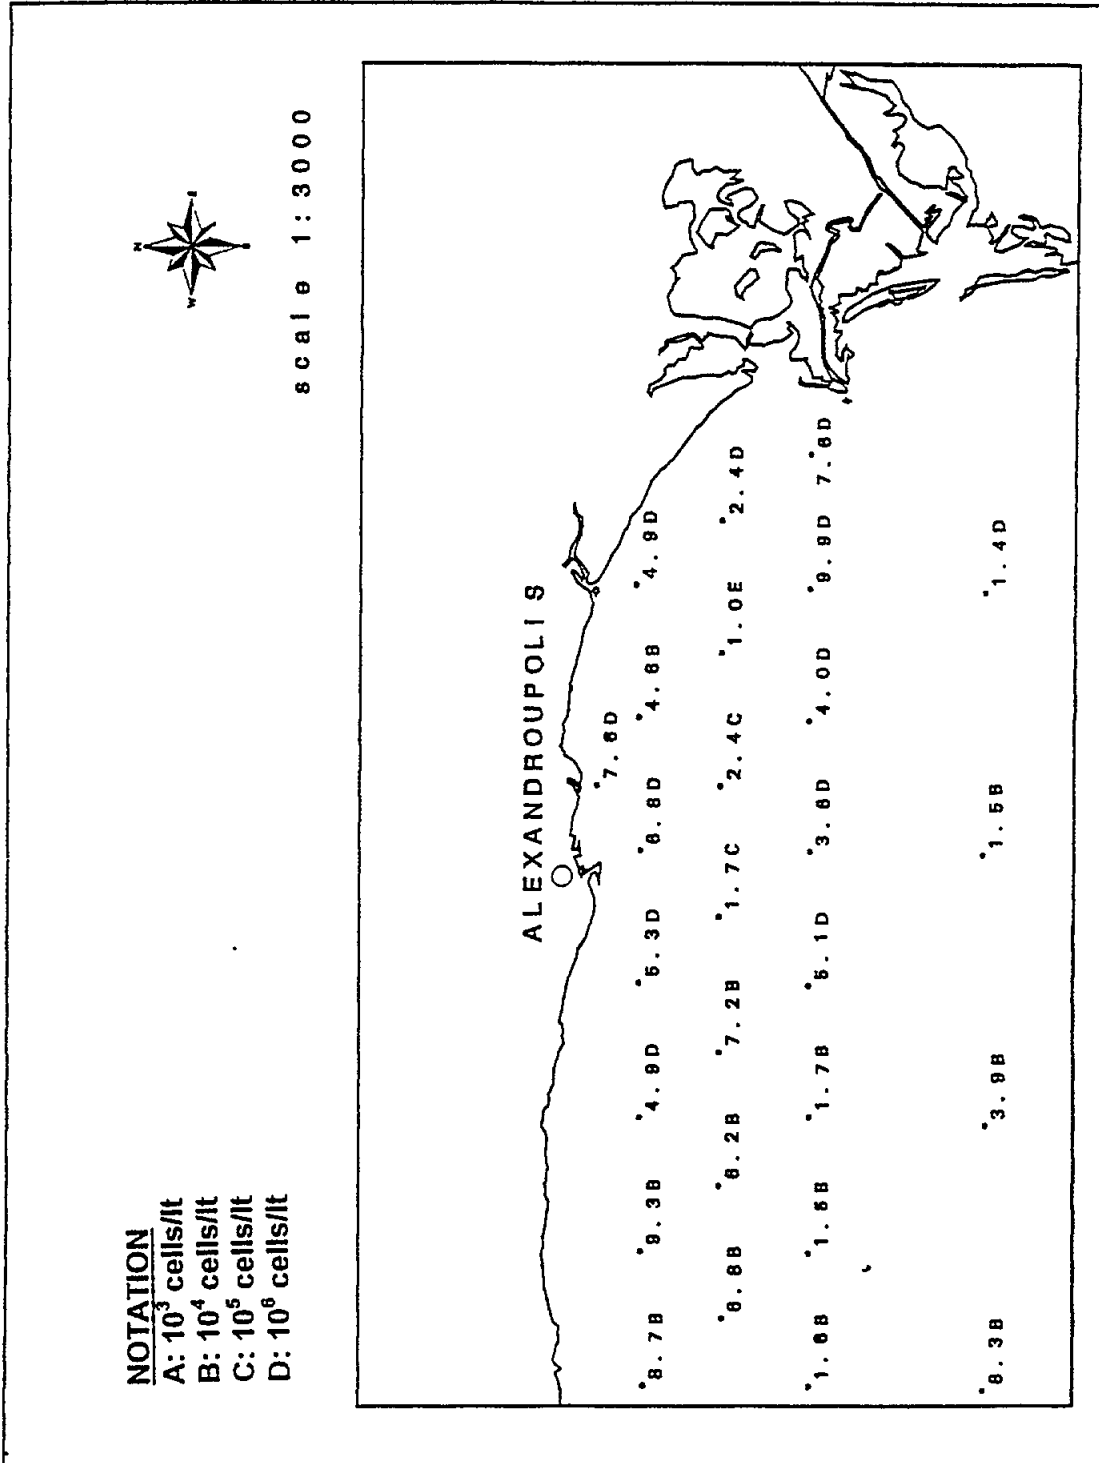 NOTATION
A: 10³ cells/lt
B: 10⁴ cells/lt
C: 10⁵ cells/lt
D: 10⁶ cells/lt
N
W E
S
scale 1:3000
ALEXANDROUPOLIS
7.6D
8.7B 9.3B 4.9D 5.3D 6.8D 4.6B 4.9D
6.8B 6.2B 7.2B 1.7C 2.4C 1.0E 2.4D
1.6B 1.5B 1.7B 5.1D 3.6D 4.0D 9.9D 7.6D
8.3B 3.9B 1.5B 1.4D